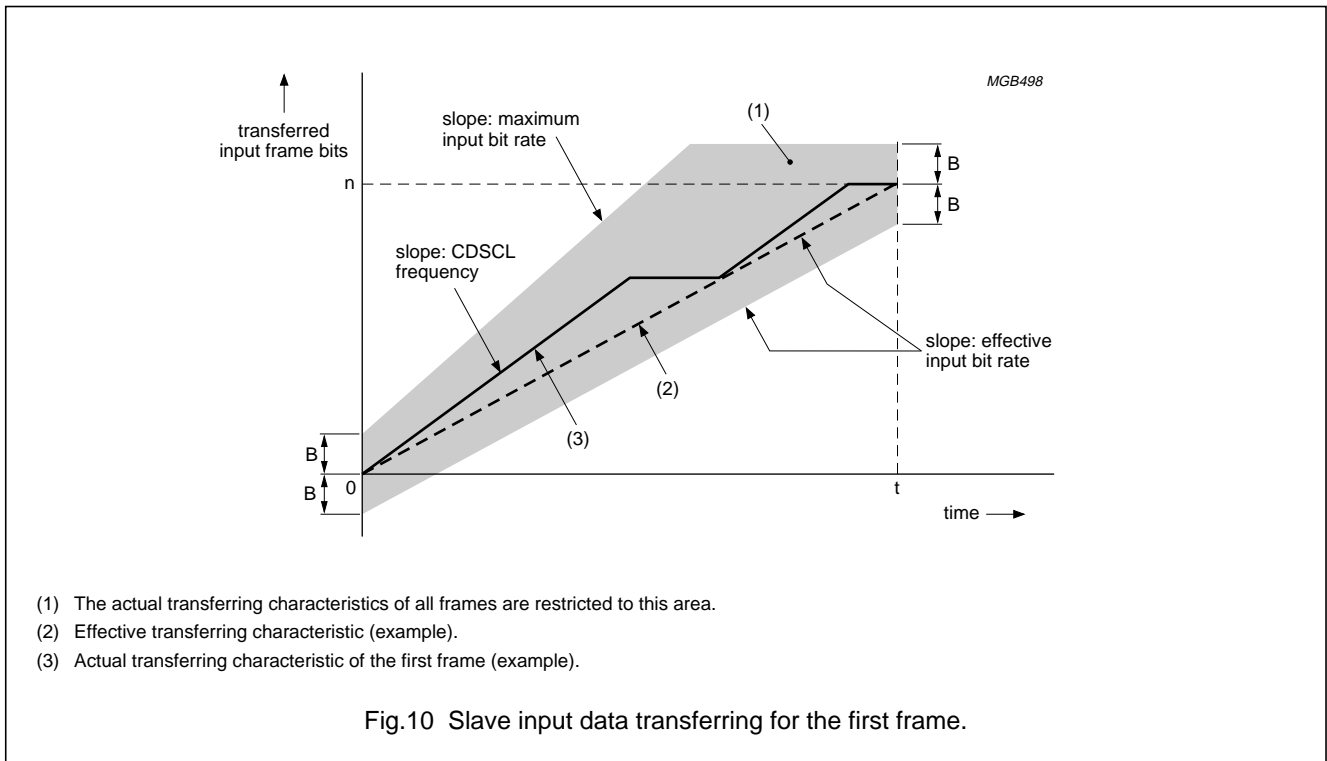 MGB498
transferred
input frame bits
slope: maximum
input bit rate
(1)
B
n
B
slope: CDSCL
frequency
slope: effective
input bit rate
(2)
(3)
B
0
B
t
time
(1) The actual transferring characteristics of all frames are restricted to this area.
(2) Effective transferring characteristic (example).
(3) Actual transferring characteristic of the first frame (example).
Fig.10 Slave input data transferring for the first frame.